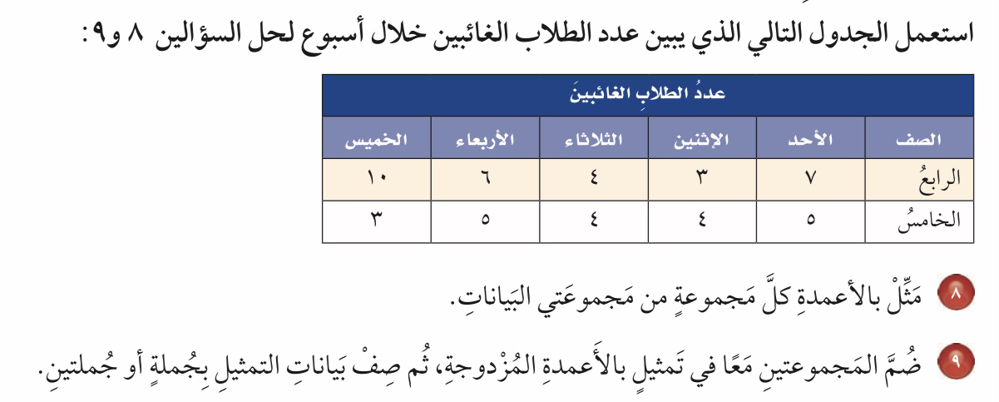 استعمل الجدول التالي الذي يبين عدد الطلاب الغائبين خلال أسبوع لحل السؤالين ٨ و٩:
عددُ الطلابِ الغائبينَ
الصف الأحد الإثنين الثلاثاء الأربعاء الخميس
الرابعُ ٧ ٣ ٤ ٦ ١٠
الخامسُ ٥ ٤ ٤ ٥ ٣
٨ مَثِّلْ بالأعمدةِ كلَّ مَجموعةٍ من مَجموعَتي البَياناتِ.
٩ ضُمَّ المَجموعتينِ مَعًا في تَمثيلٍ بالأَعمدةِ المُزْدوجةِ، ثُم صِفْ بَياناتِ التمثيلِ بِجُملةٍ أو جُملتينِ.